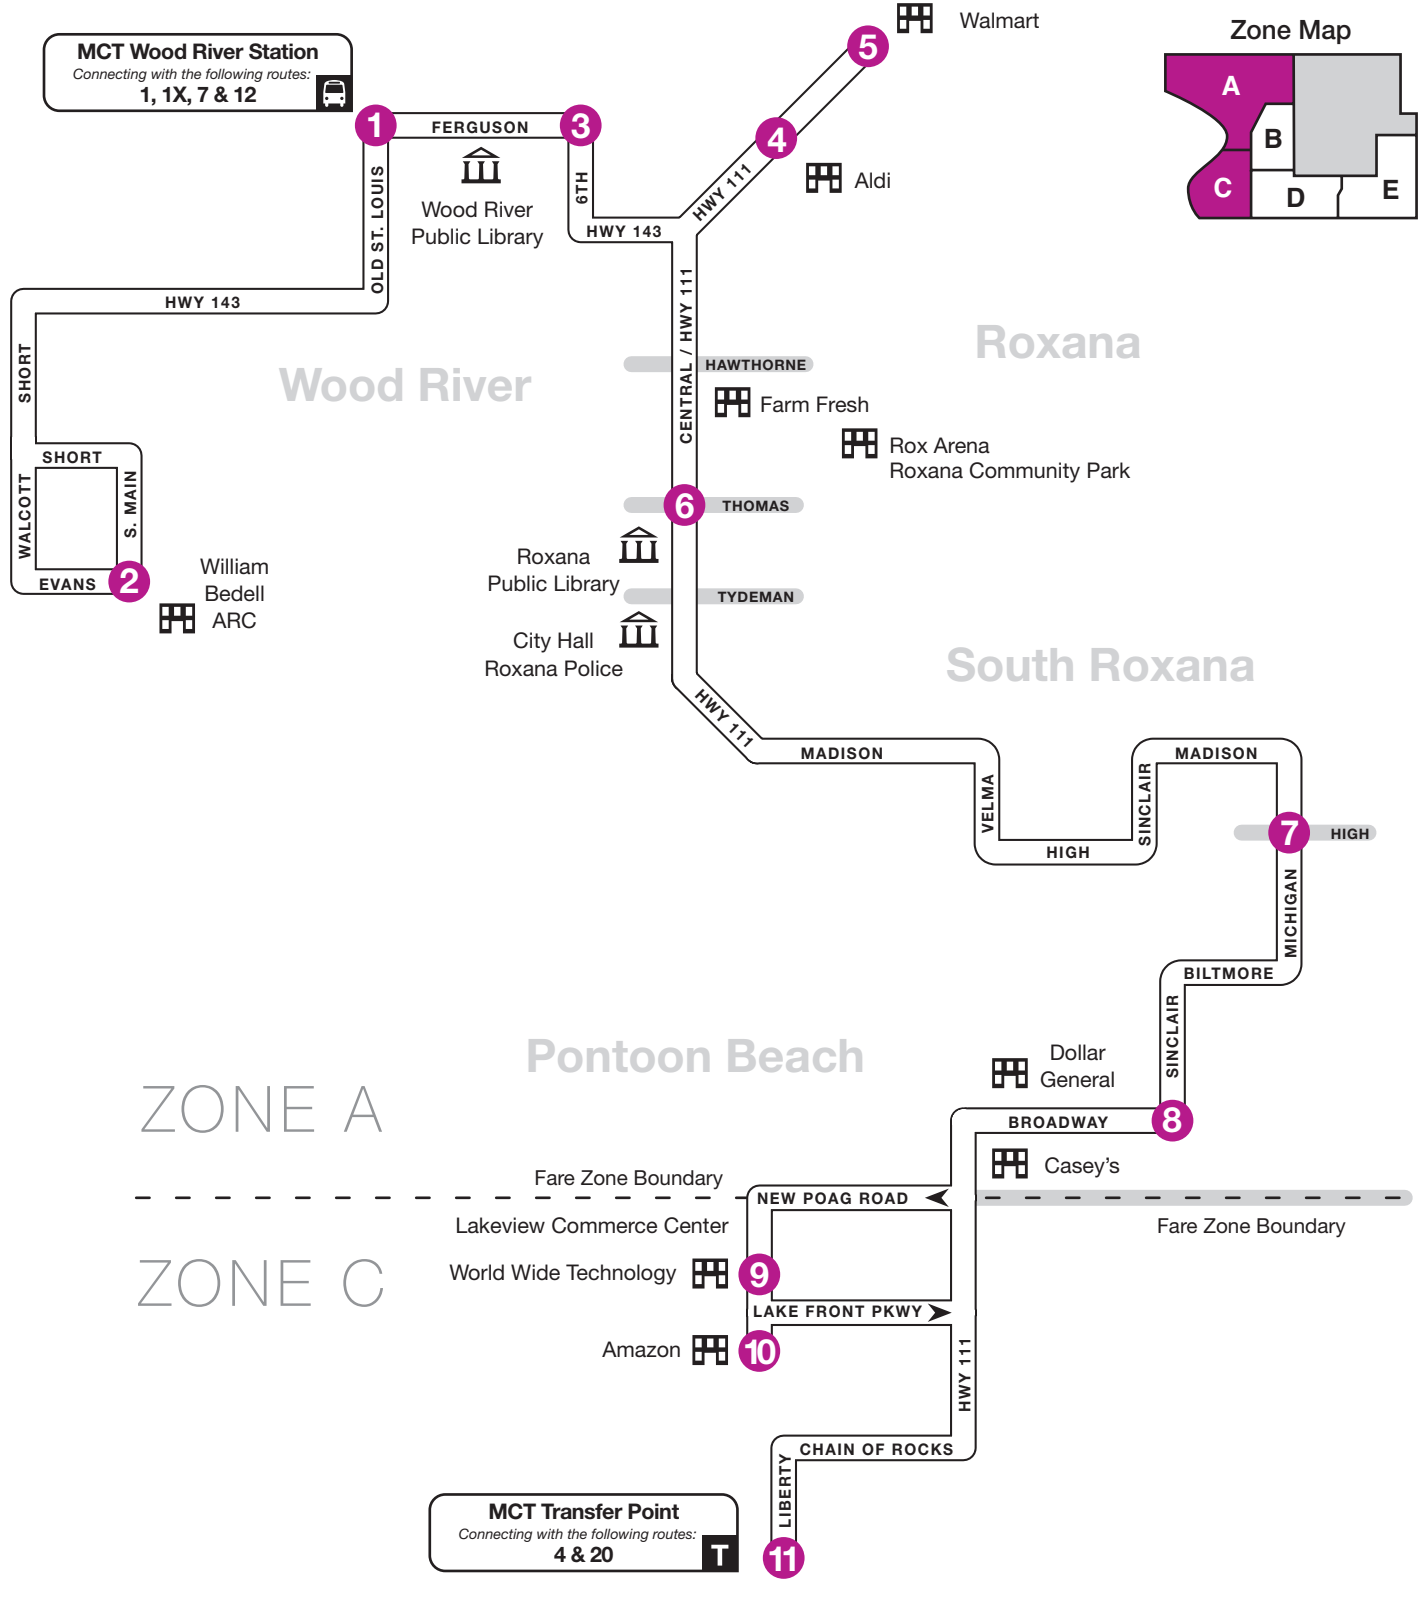 Walmart
5
Zone Map
A
B
C
D
E
MCT Wood River Station
Connecting with the following routes:
1, 1X, 7 & 12
1
FERGUSON
3
4
Aldi
OLD ST. LOUIS
Wood River
Public Library
6TH
HWY 143
HWY 111
HWY 143
CENTRAL / HWY 111
SHORT
Wood River
Roxana
HAWTHORNE
Farm Fresh
Rox Arena
Roxana Community Park
SHORT
WALCOTT
S. MAIN
EVANS
2
William
Bedell
ARC
6
THOMAS
Roxana
Public Library
TYDEMAN
City Hall
Roxana Police
South Roxana
HWY 111
MADISON
VELMA
HIGH
SINCLAIR
MADISON
7
HIGH
MICHIGAN
BILTMORE
SINCLAIR
Pontoon Beach
Dollar
General
ZONE A
BROADWAY
8
Casey's
Fare Zone Boundary
NEW POAG ROAD
Lakeview Commerce Center
Fare Zone Boundary
ZONE C
World Wide Technology
9
LAKE FRONT PKWY
Amazon
10
HWY 111
CHAIN OF ROCKS
LIBERTY
MCT Transfer Point
Connecting with the following routes:
4 & 20
T
11